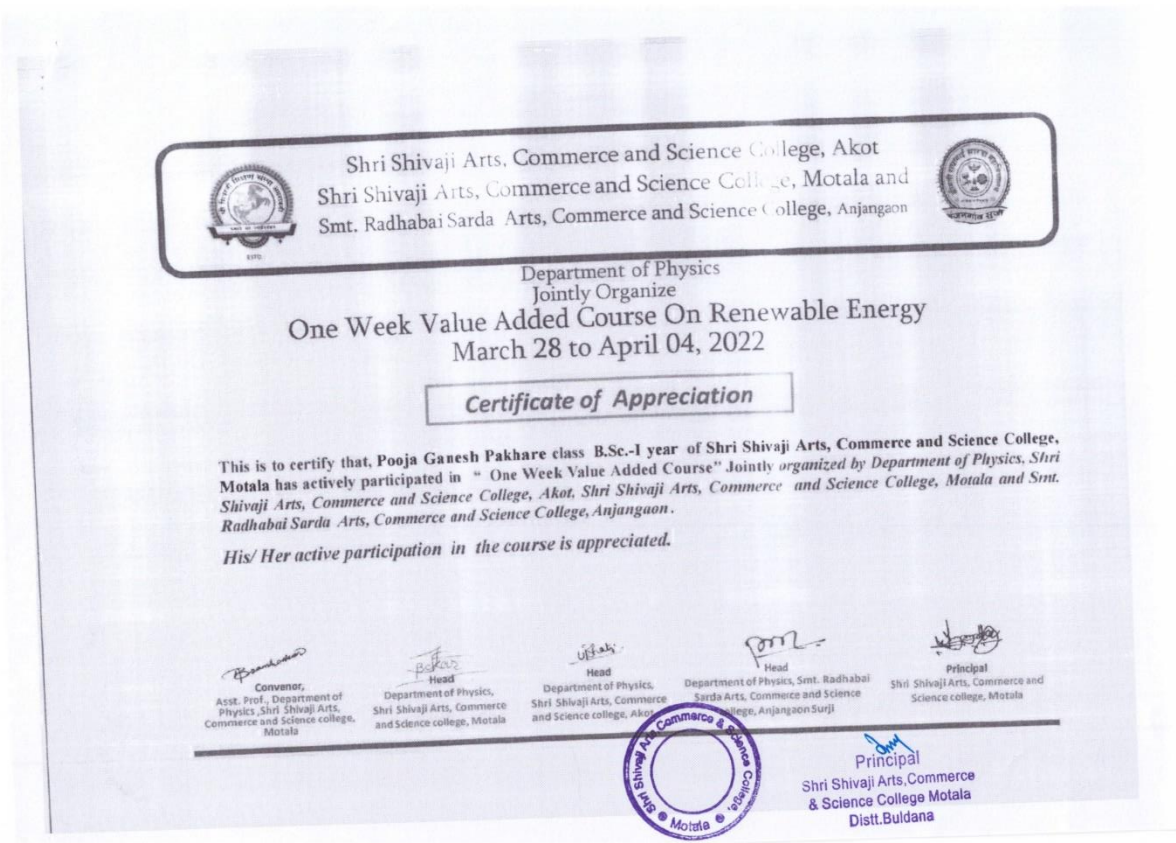 Shri Shivaji Arts, Commerce and Science College, Akot
Shri Shivaji Arts, Commerce and Science College, Motala and
Smt. Radhabai Sarda Arts, Commerce and Science College, Anjangaon
ESTD.
Department of Physics
Jointly Organize
One Week Value Added Course On Renewable Energy
March 28 to April 04, 2022
Certificate of Appreciation
This is to certify that, Pooja Ganesh Pakhare class B.Sc.-I year of Shri Shivaji Arts, Commerce and Science College,
Motala has actively participated in “ One Week Value Added Course” Jointly organized by Department of Physics, Shri
Shivaji Arts, Commerce and Science College, Akot, Shri Shivaji Arts, Commerce and Science College, Motala and Smt.
Radhabai Sarda Arts, Commerce and Science College, Anjangaon.
His/ Her active participation in the course is appreciated.
Convenor,
Asst. Prof., Department of
Physics ,Shri Shivaji Arts,
Commerce and Science college,
Motala
Head
Department of Physics,
Shri Shivaji Arts, Commerce
and Science college, Motala
Head
Department of Physics,
Shri Shivaji Arts, Commerce
and Science college, Akot
Head
Department of Physics, Smt. Radhabai
Sarda Arts, Commerce and Science
College, Anjangaon Surji
Principal
Shri Shivaji Arts, Commerce and
Science college, Motala
Shri Shivaji Arts Commerce & Science College,
Motala
Principal
Shri Shivaji Arts,Commerce
& Science College Motala
Distt.Buldana